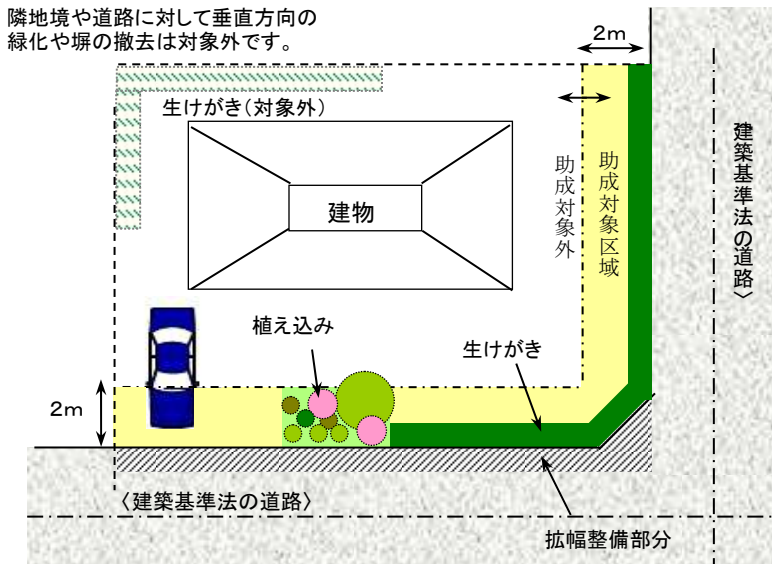 隣地境や道路に対して垂直方向の
緑化や塀の撤去は対象外です。
2m
生けがき(対象外)
建物
助成対象外
助成対象区域
建築基準法の道路〉
植え込み
生けがき
2m
〈建築基準法の道路〉
拡幅整備部分